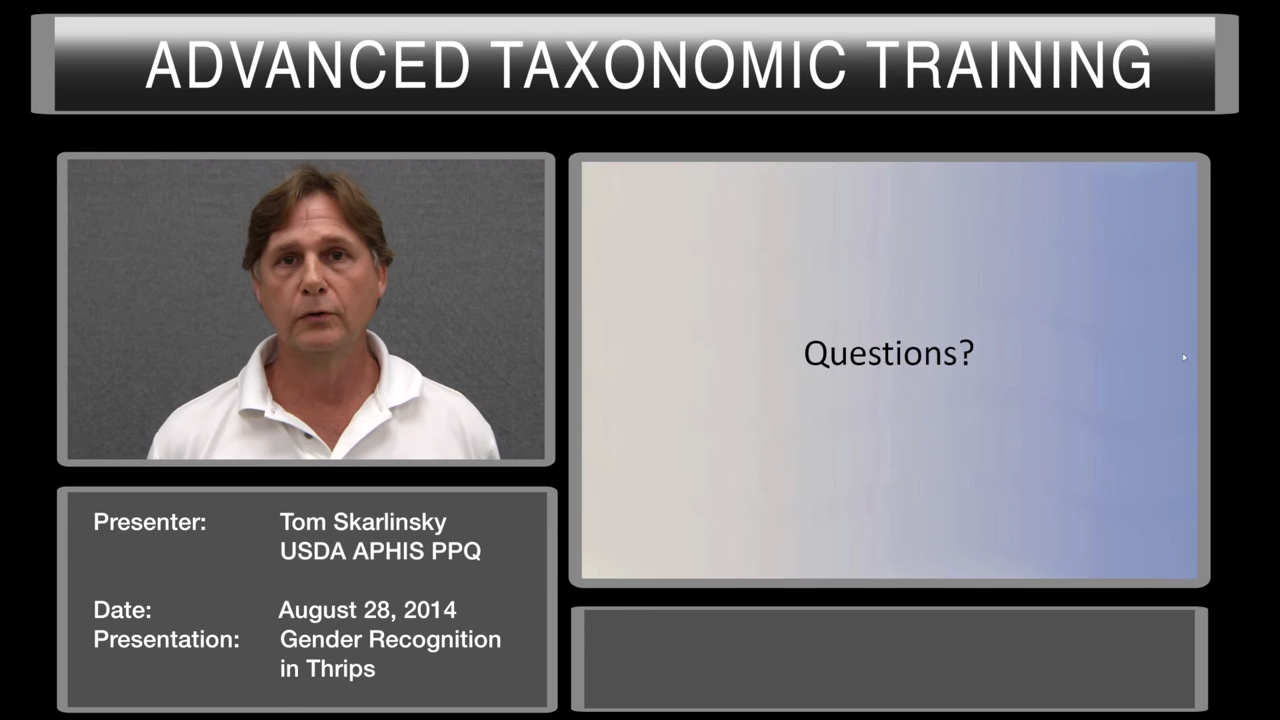 ADVANCED TAXONOMIC TRAINING
Questions?
Presenter: Tom Skarlinsky
USDA APHIS PPQ
Date: August 28, 2014
Presentation: Gender Recognition
in Thrips